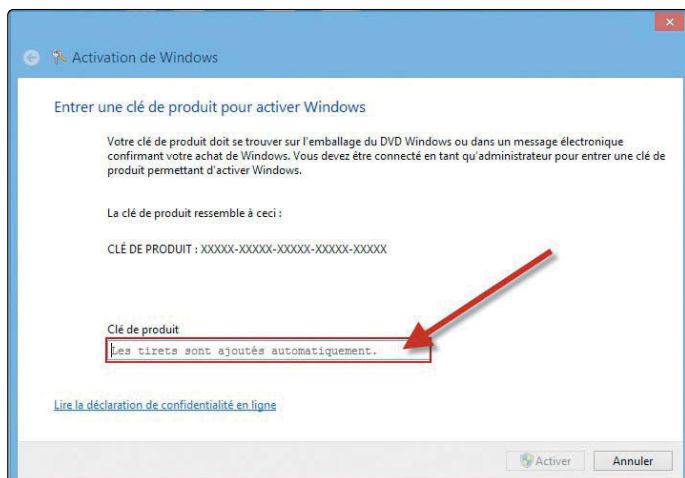 Activation de Windows
Entrer une clé de produit pour activer Windows
Votre clé de produit doit se trouver sur l'emballage du DVD Windows ou dans un message électronique
confirmant votre achat de Windows. Vous devez être connecté en tant qu'administrateur pour entrer une clé de
produit permettant d'activer Windows.
La clé de produit ressemble à ceci :
CLÉ DE PRODUIT : XXXXX-XXXXX-XXXXX-XXXXX-XXXXX
Clé de produit
Les tirets sont ajoutés automatiquement.
Lire la déclaration de confidentialité en ligne
Activer Annuler